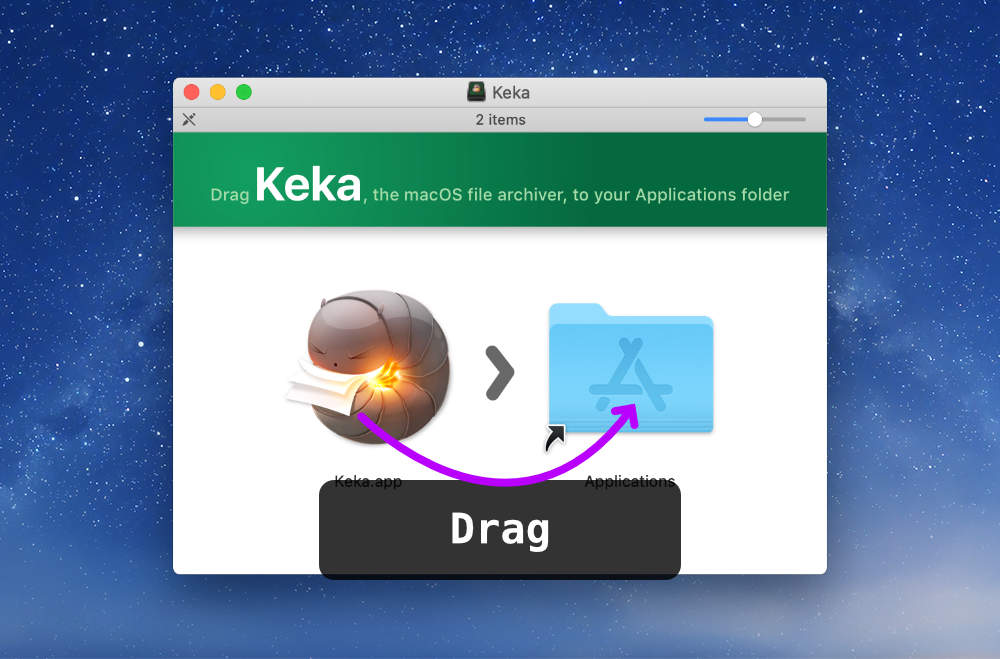 Keka
2 items
Drag Keka, the macOS file archiver, to your Applications folder
Keka.app
Applications
Drag